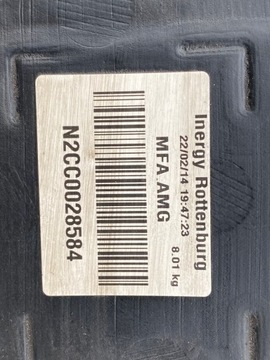 Inergy Rottenburg
22/02/14 19:47:23
8.01 kg
MFA AMG
N2CC0028584